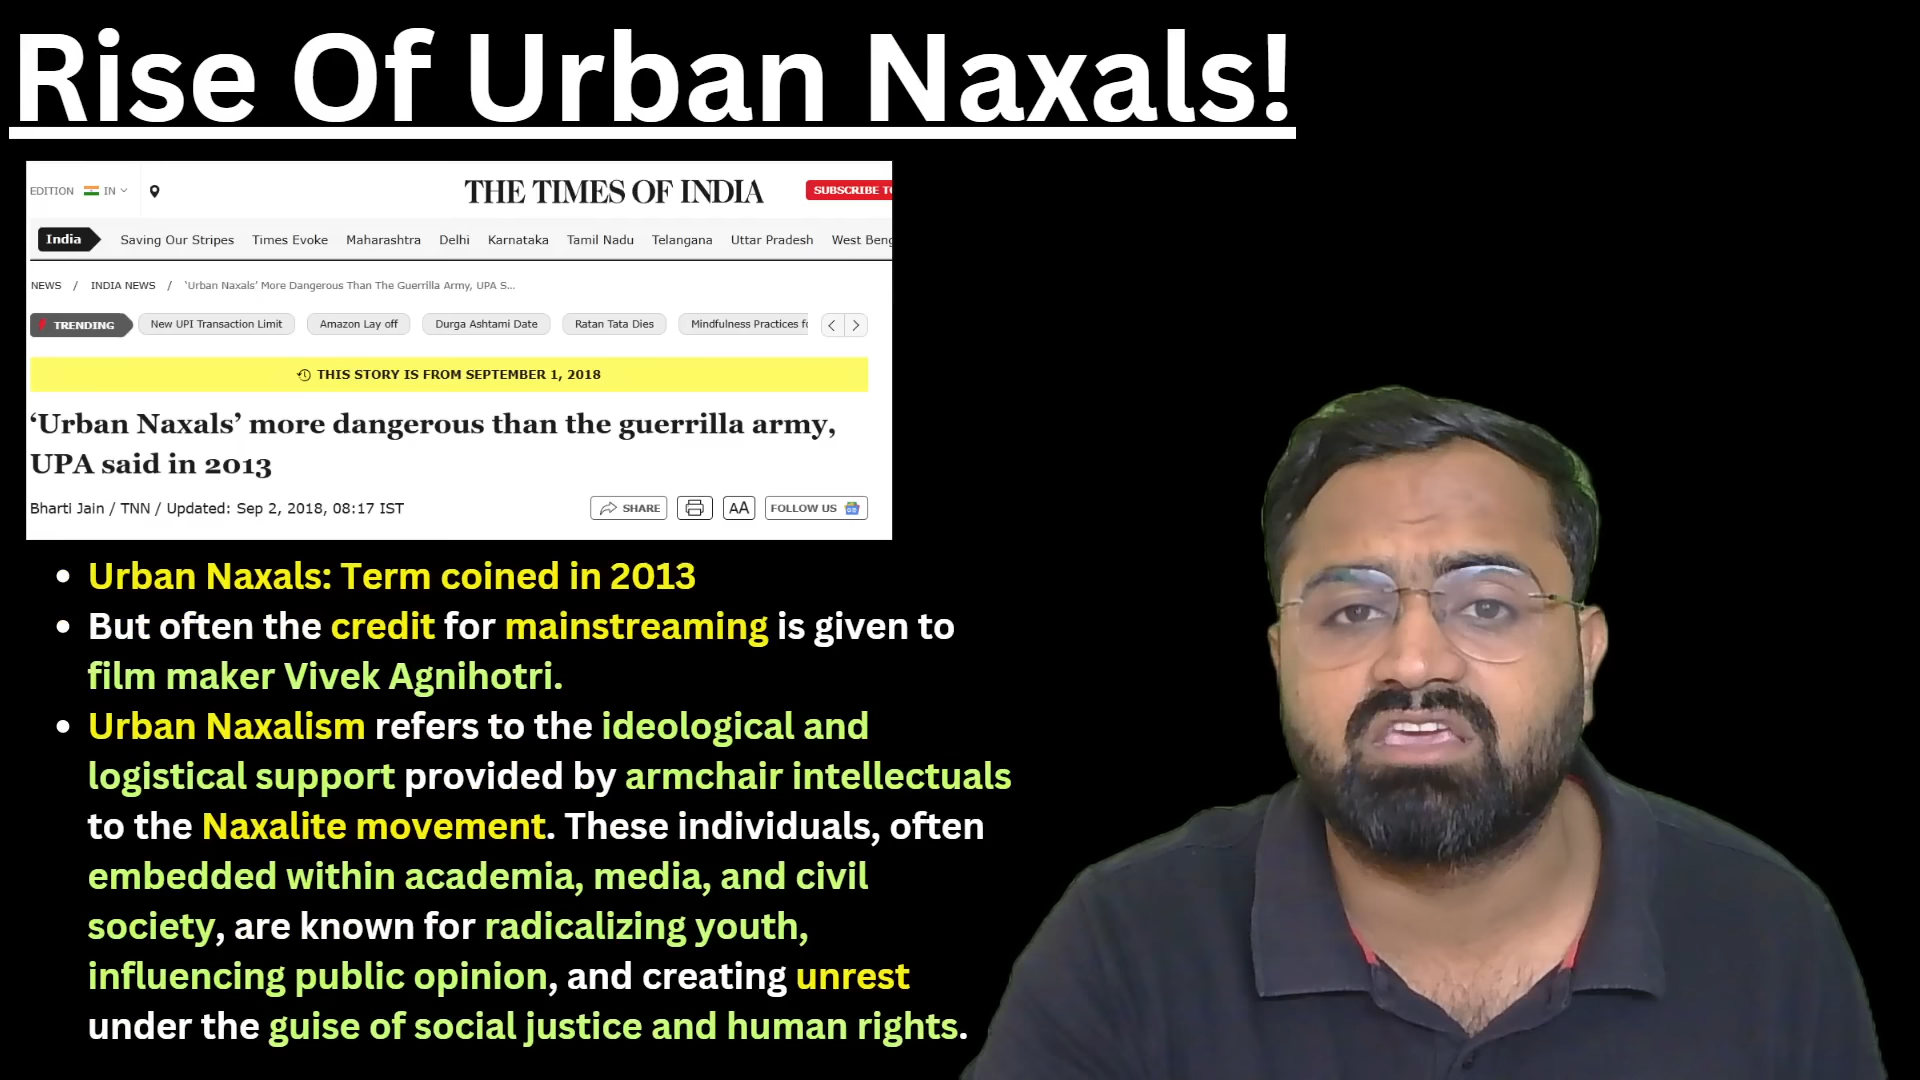 Rise Of Urban Naxals!
EDITION IN
THE TIMES OF INDIA
SUBSCRIBE
India Saving Our Stripes Times Evoke Maharashtra Delhi Karnataka Tamil Nadu Telangana Uttar Pradesh West
NEWS / INDIA NEWS / 'Urban Naxals' More Dangerous Than The Guerrilla Army, UPA S...
TRENDING New UPI Transaction Limit Amazon Lay off Durga Ashtami Date Ratan Tata Dies Mindfulness Practices
THIS STORY IS FROM SEPTEMBER 1, 2018
‘Urban Naxals’ more dangerous than the guerrilla army,
UPA said in 2013
Bharti Jain / TNN / Updated: Sep 2, 2018, 08:17 IST SHARE AA FOLLOW US
• Urban Naxals: Term coined in 2013
• But often the credit for mainstreaming is given to
film maker Vivek Agnihotri.
• Urban Naxalism refers to the ideological and
logistical support provided by armchair intellectuals
to the Naxalite movement. These individuals, often
embedded within academia, media, and civil
society, are known for radicalizing youth,
influencing public opinion, and creating unrest
under the guise of social justice and human rights.